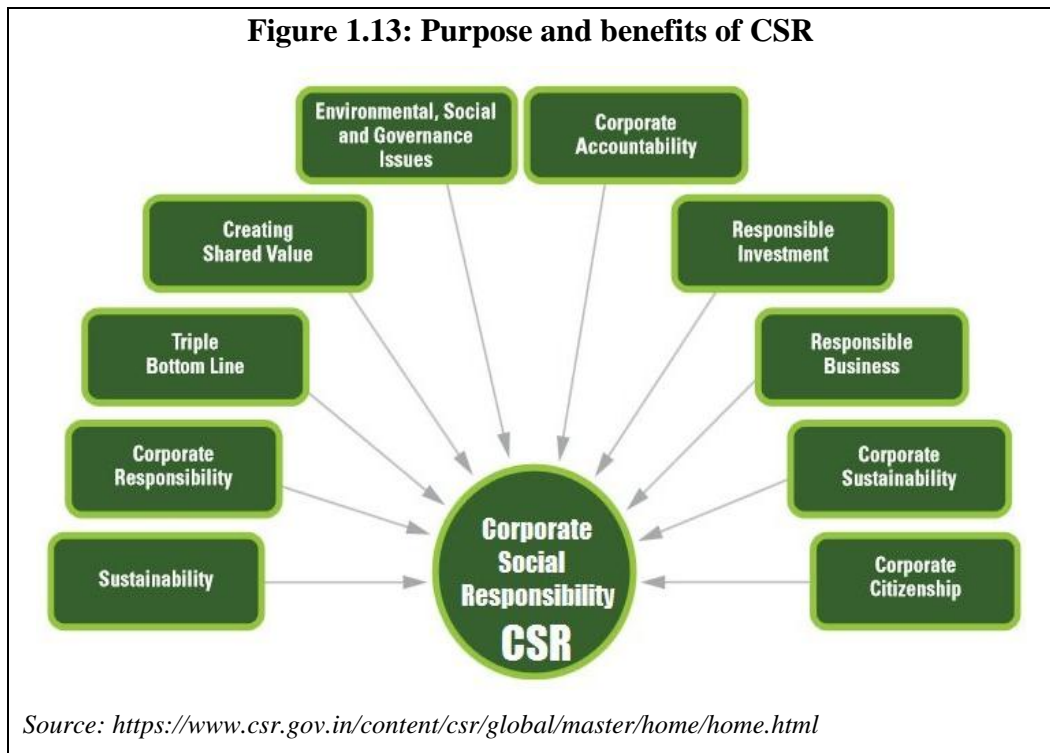 Figure 1.13: Purpose and benefits of CSR
Environmental, Social
and Governance
Issues
Corporate
Accountability
Creating
Shared Value
Responsible
Investment
Triple
Bottom Line
Responsible
Business
Corporate
Responsibility
Corporate
Sustainability
Sustainability
Corporate
Social
Responsibility
CSR
Corporate
Citizenship
Source: https://www.csr.gov.in/content/csr/global/master/home/home.html